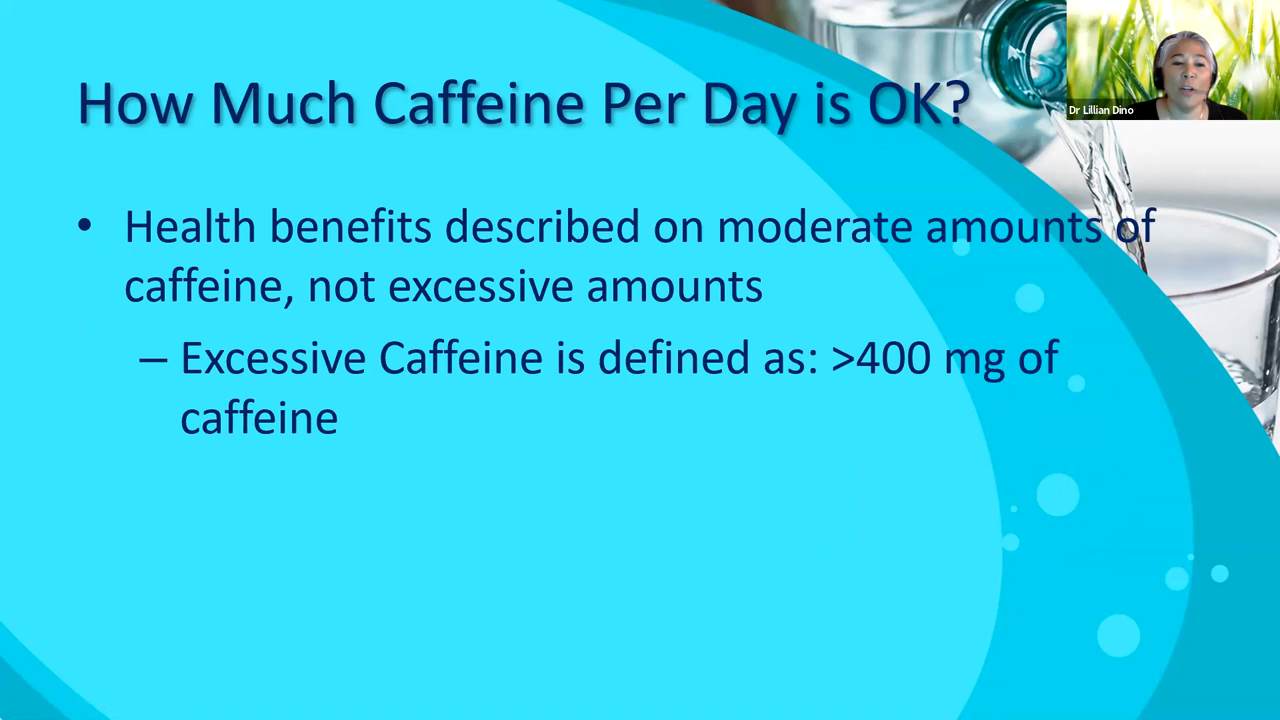 How Much Caffeine Per Day is OK?
Dr Lillian Dino
• Health benefits described on moderate amounts of
caffeine, not excessive amounts
– Excessive Caffeine is defined as: >400 mg of
caffeine